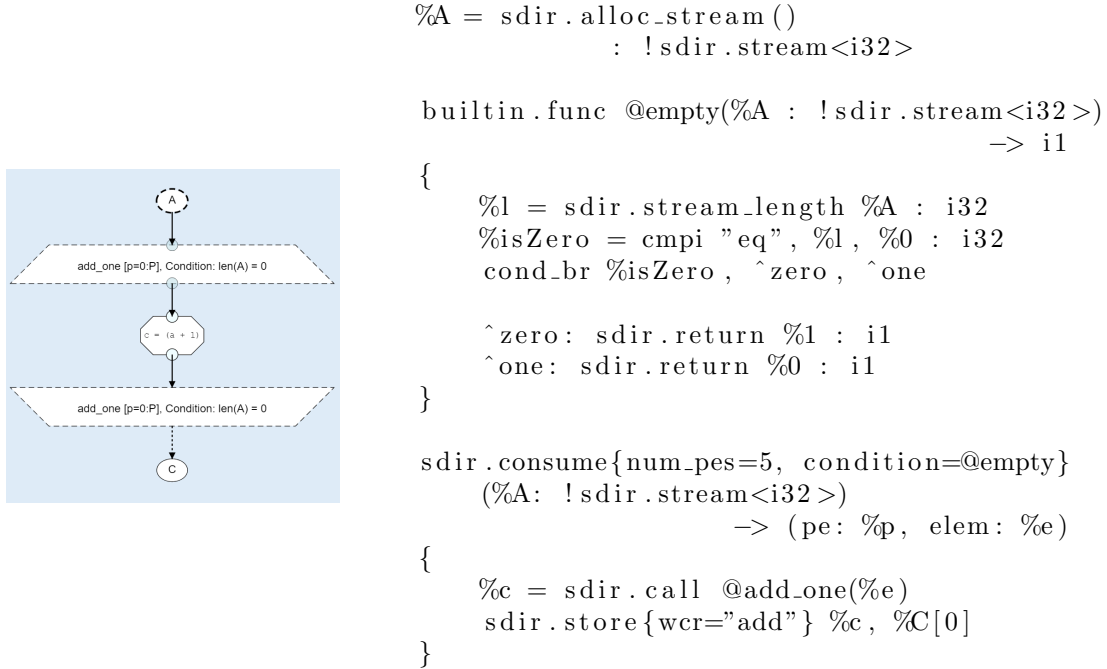 A
add_one [p=0:P], Condition: len(A) = 0
c = (a + 1)
add_one [p=0:P], Condition: len(A) = 0
C
%A = sdir.alloc_stream()
: !sdir.stream<i32>
builtin.func @empty(%A : !sdir.stream<i32>)
−> i1
{
%l = sdir.stream_length %A : i32
%isZero = cmpi "eq", %l, %0 : i32
cond_br %isZero, ^zero, ^one
^zero: sdir.return %1 : i1
^one: sdir.return %0 : i1
}
sdir.consume{num_pes=5, condition=@empty}
(%A: !sdir.stream<i32>)
−> (pe: %p, elem: %e)
{
%c = sdir.call @add_one(%e)
sdir.store{wcr="add"} %c, %C[0]
}